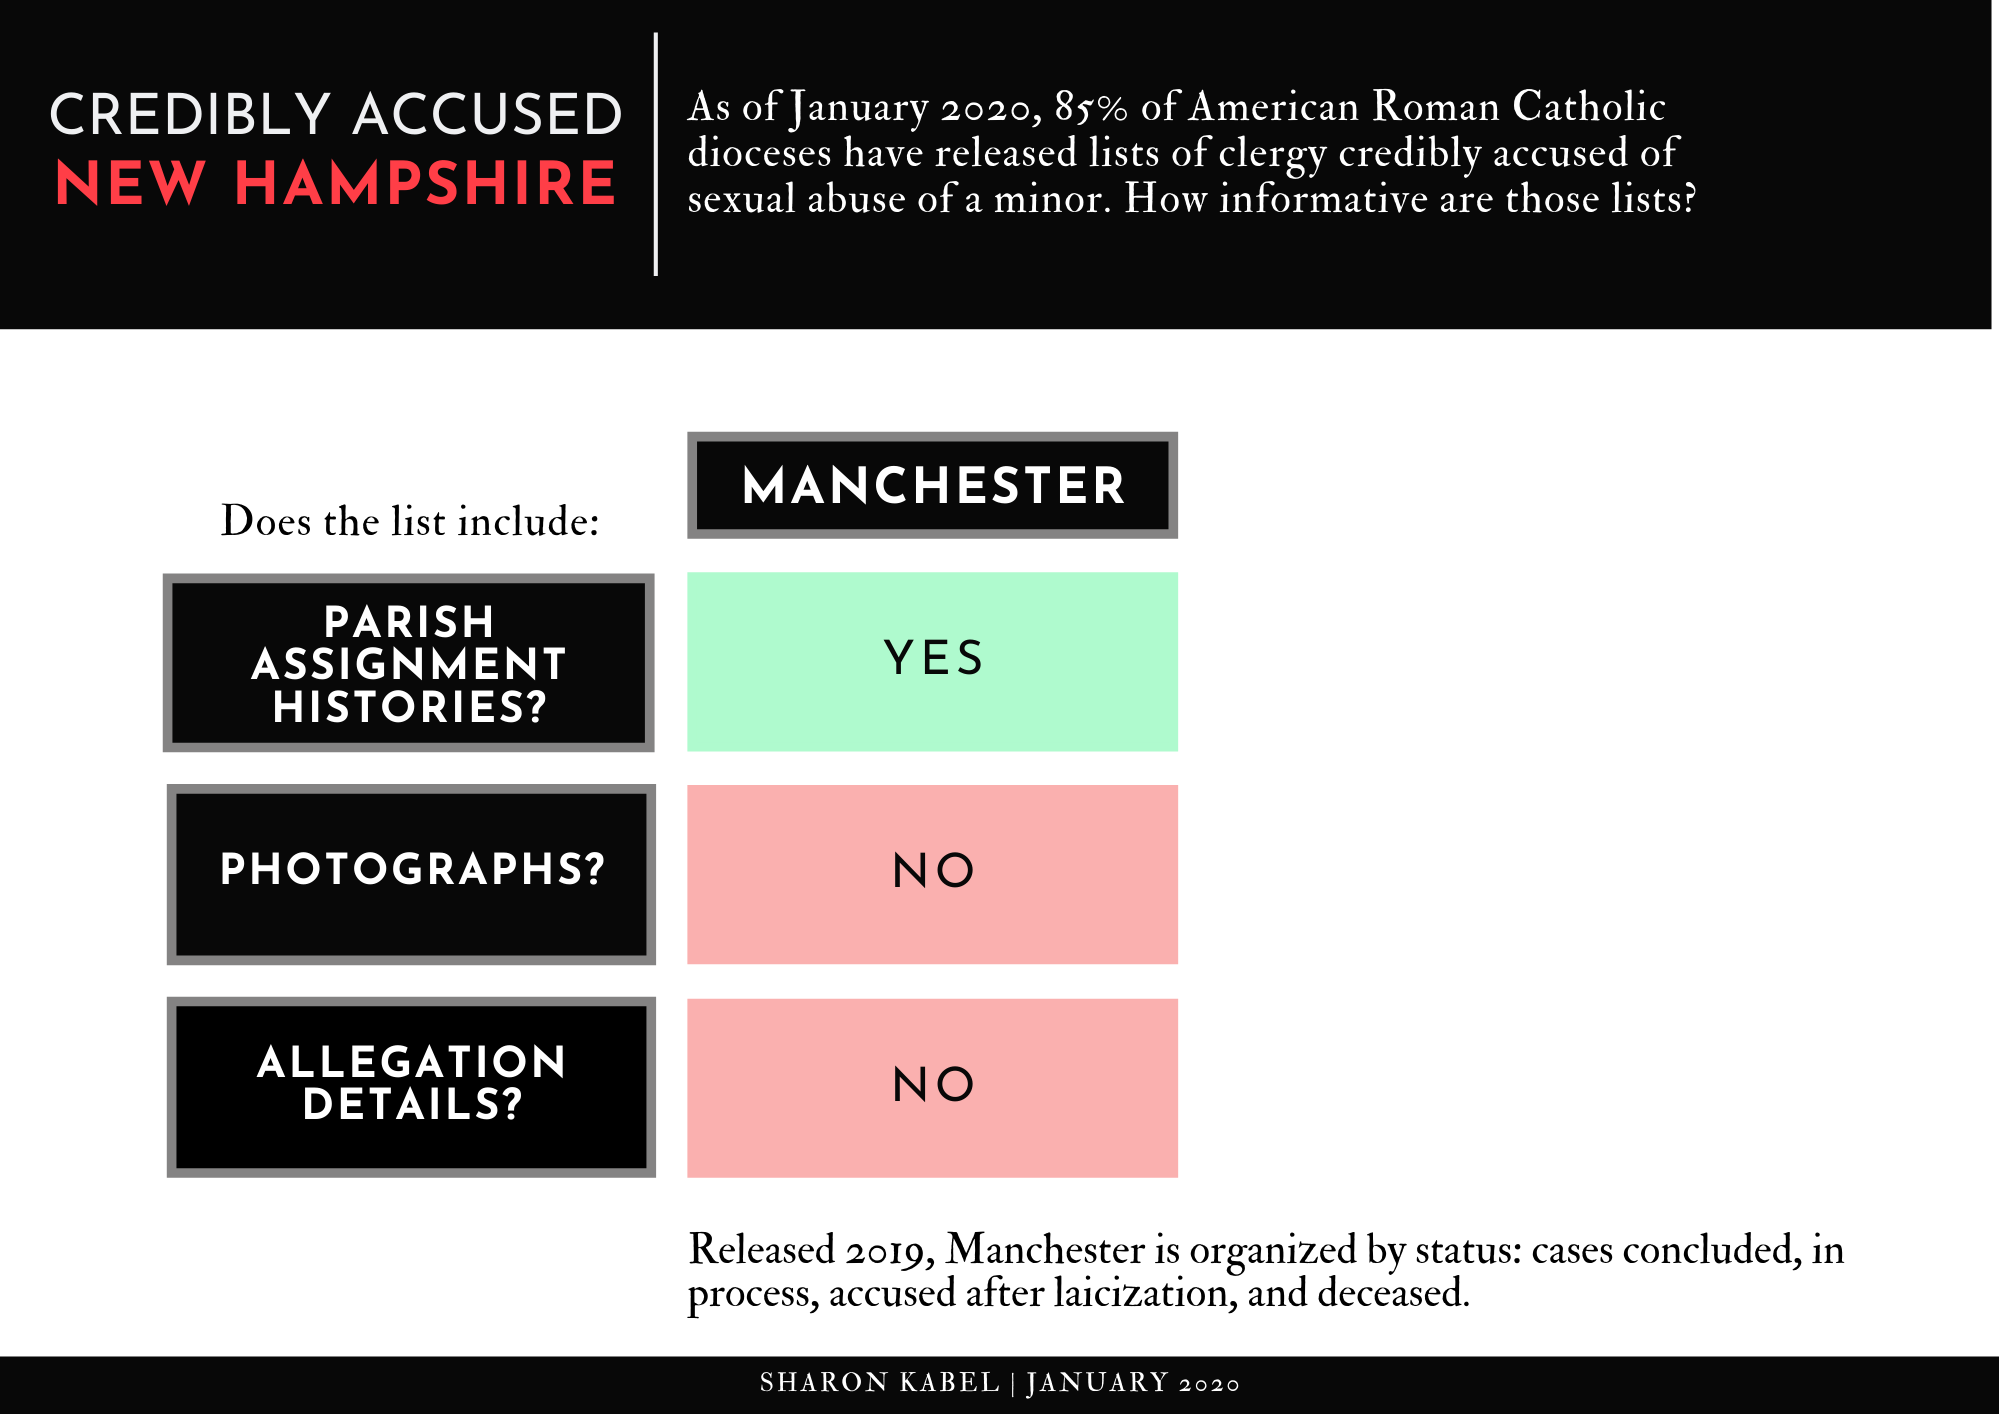 CREDIBLY ACCUSED
NEW HAMPSHIRE
As of January 2020, 85% of American Roman Catholic
dioceses have released lists of clergy credibly accused of
sexual abuse of a minor. How informative are those lists?
MANCHESTER
Does the list include:
PARISH
ASSIGNMENT
HISTORIES?
YES
PHOTOGRAPHS?
NO
ALLEGATION
DETAILS?
NO
Released 2019, Manchester is organized by status: cases concluded, in
process, accused after laicization, and deceased.
SHARON KABEL | JANUARY 2020